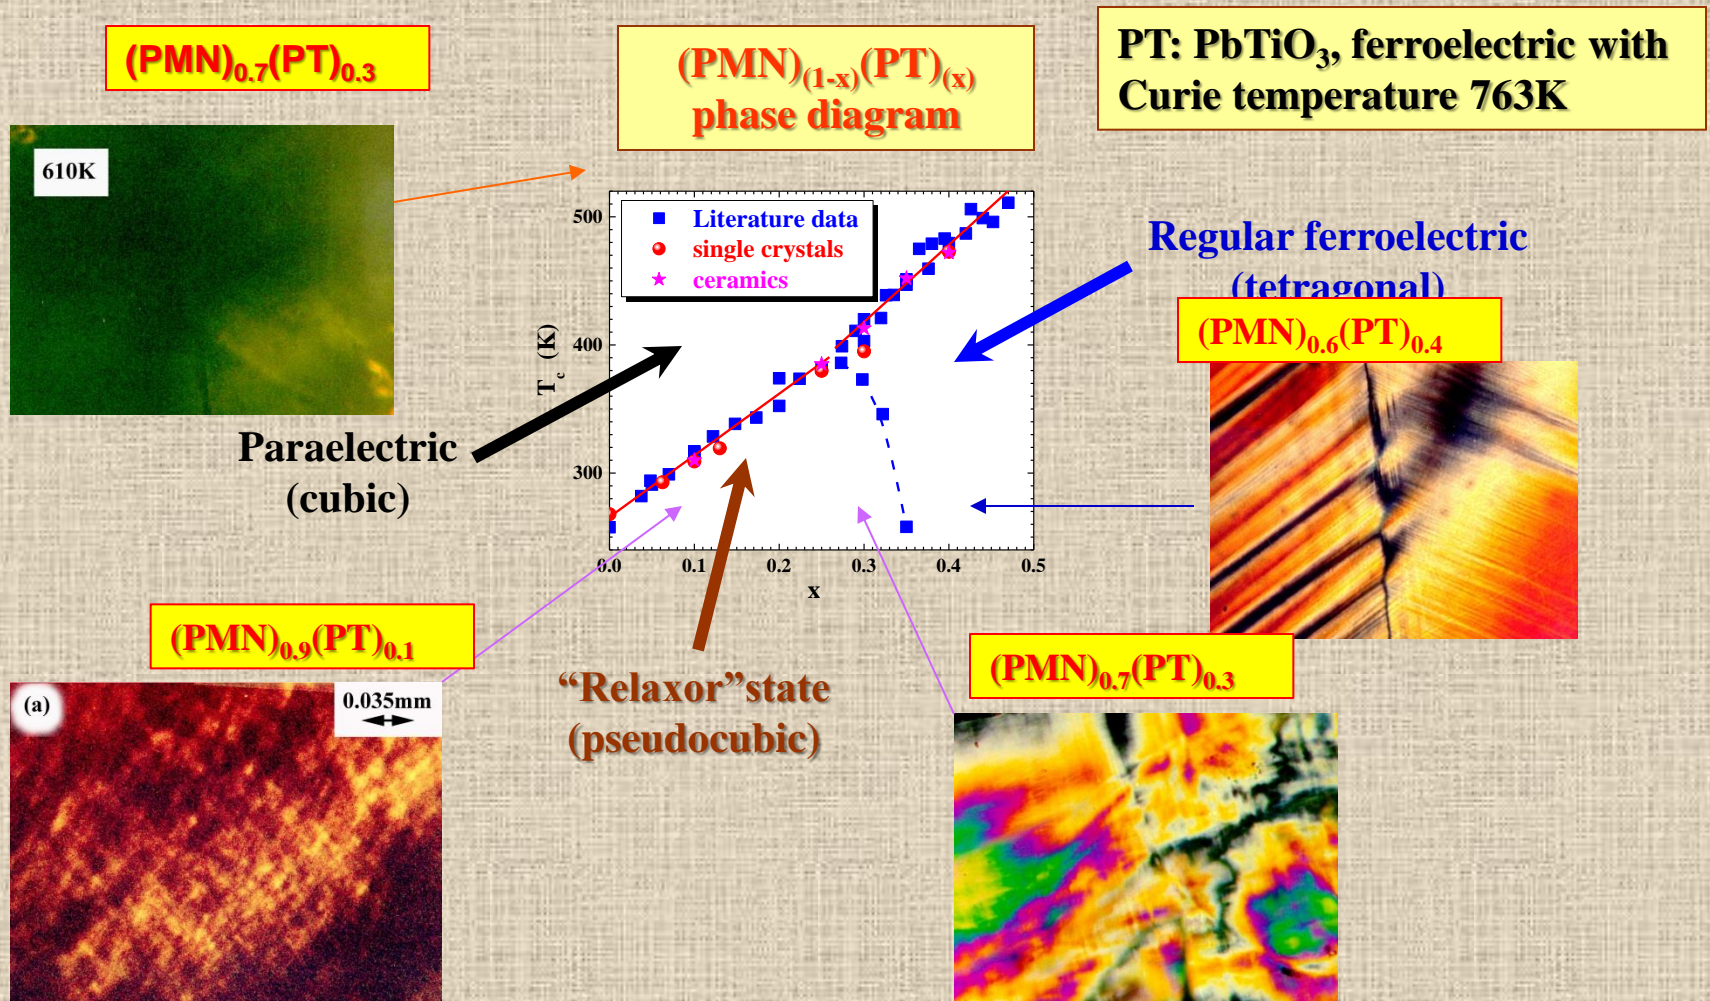 (PMN)0.7(PT)0.3
(PMN)(1-x)(PT)(x)
phase diagram
PT: PbTiO3, ferroelectric with
Curie temperature 763K
610K
Literature data
single crystals
ceramics
500
400
300
Tc (K)
0.0 0.1 0.2 0.3 0.4 0.5
x
Regular ferroelectric
(tetragonal)
(PMN)0.6(PT)0.4
Paraelectric
(cubic)
(PMN)0.9(PT)0.1
(a)
0.035mm
“Relaxor”state
(pseudocubic)
(PMN)0.7(PT)0.3